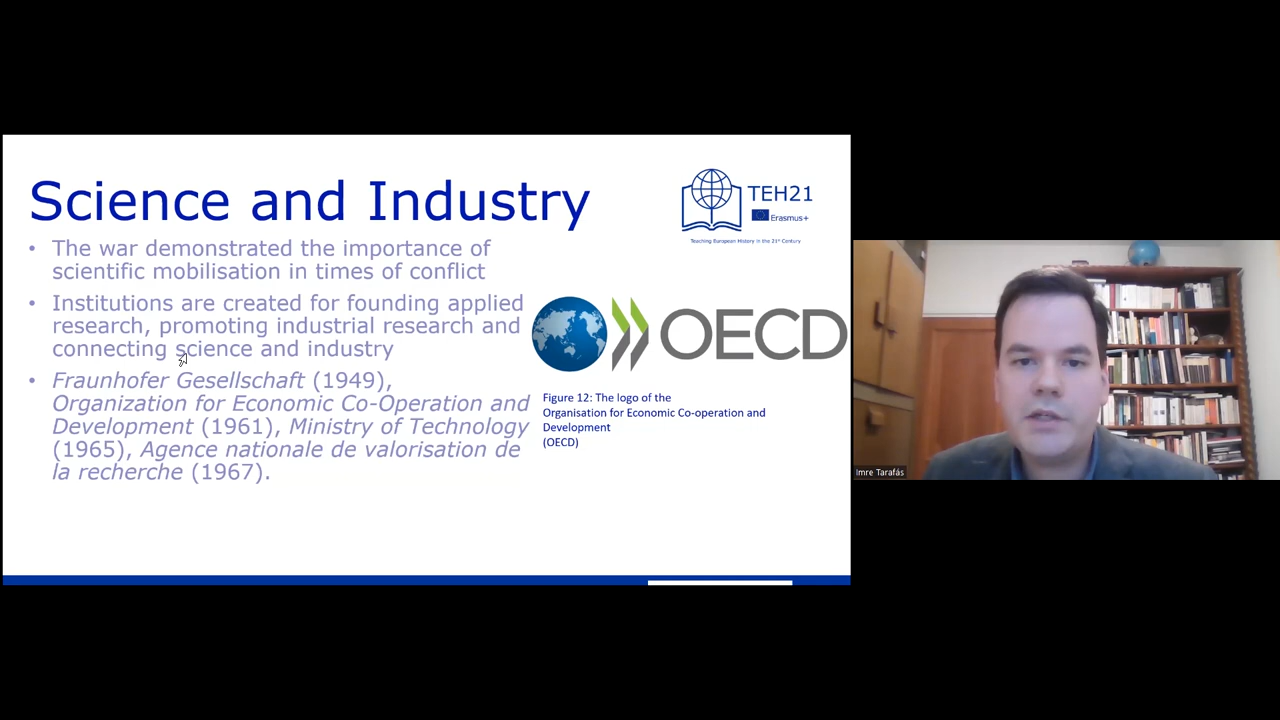 Science and Industry
TEH21
Erasmus+
Teaching European History in the 21st Century
• The war demonstrated the importance of
scientific mobilisation in times of conflict
• Institutions are created for founding applied
research, promoting industrial research and
connecting science and industry
• Fraunhofer Gesellschaft (1949),
Organization for Economic Co-Operation and
Development (1961), Ministry of Technology
(1965), Agence nationale de valorisation de
la recherche (1967).
OECD
Figure 12: The logo of the
Organisation for Economic Co-operation and
Development
(OECD)
Imre Tarafás